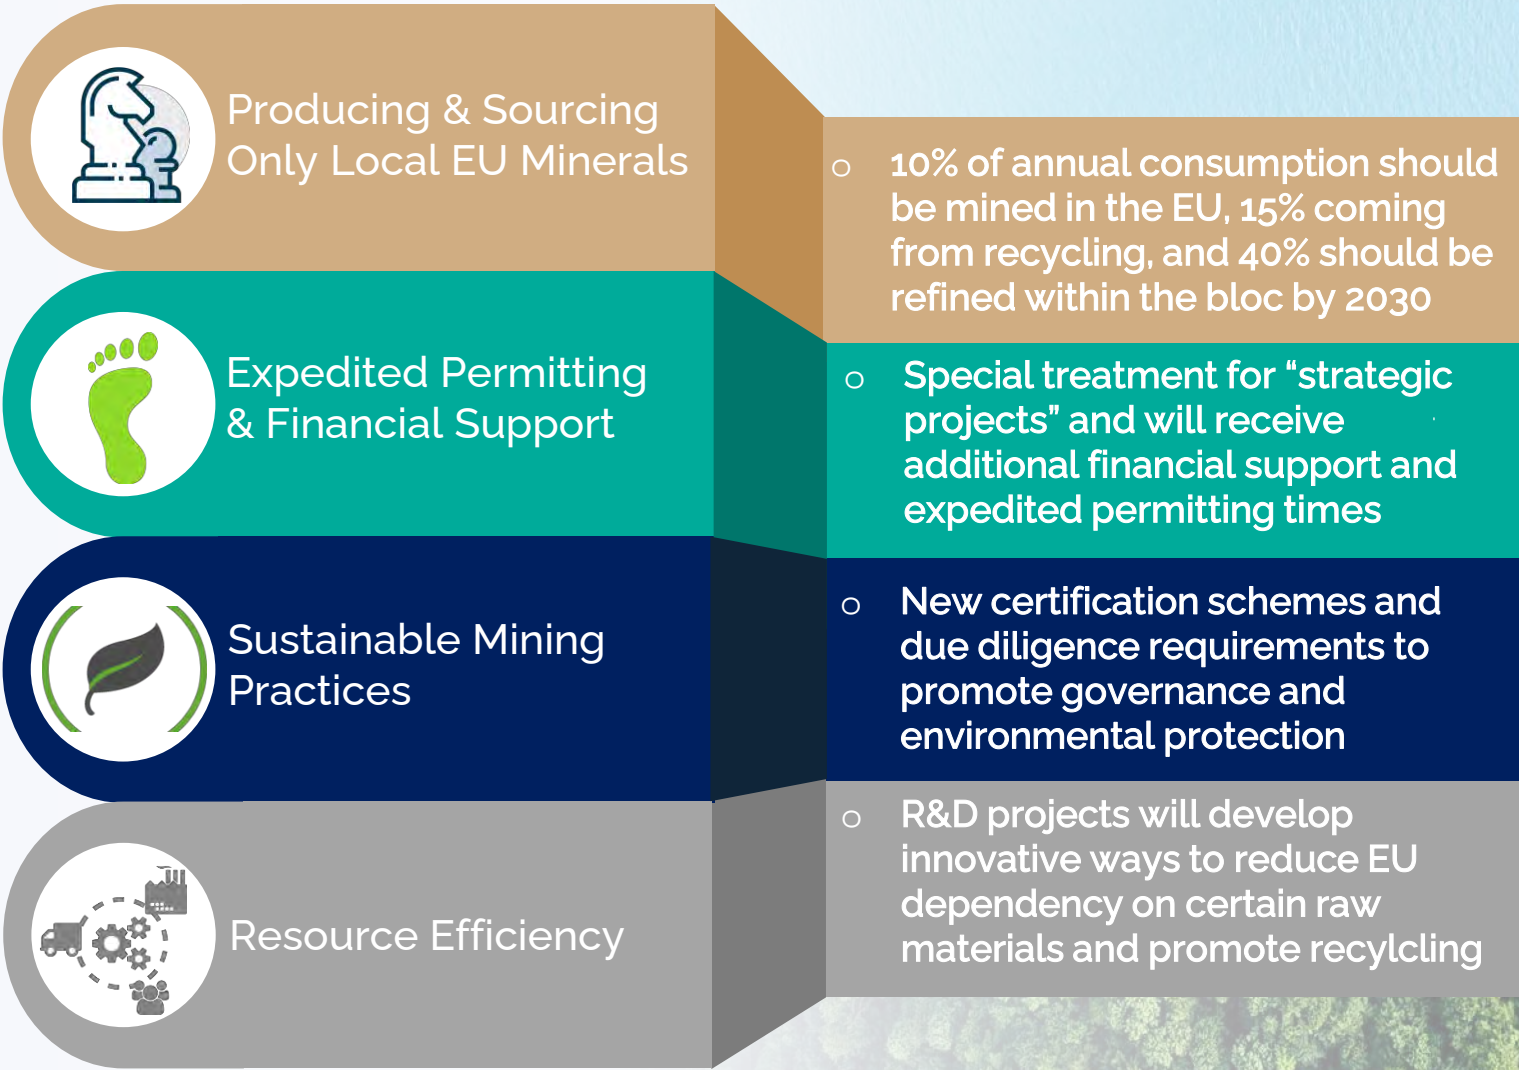 Producing & Sourcing
Only Local EU Minerals
o 10% of annual consumption should
be mined in the EU, 15% coming
from recycling, and 40% should be
refined within the bloc by 2030
Expedited Permitting
& Financial Support
o Special treatment for “strategic
projects” and will receive
additional financial support and
expedited permitting times
Sustainable Mining
Practices
o New certification schemes and
due diligence requirements to
promote governance and
environmental protection
Resource Efficiency
o R&D projects will develop
innovative ways to reduce EU
dependency on certain raw
materials and promote recylcling